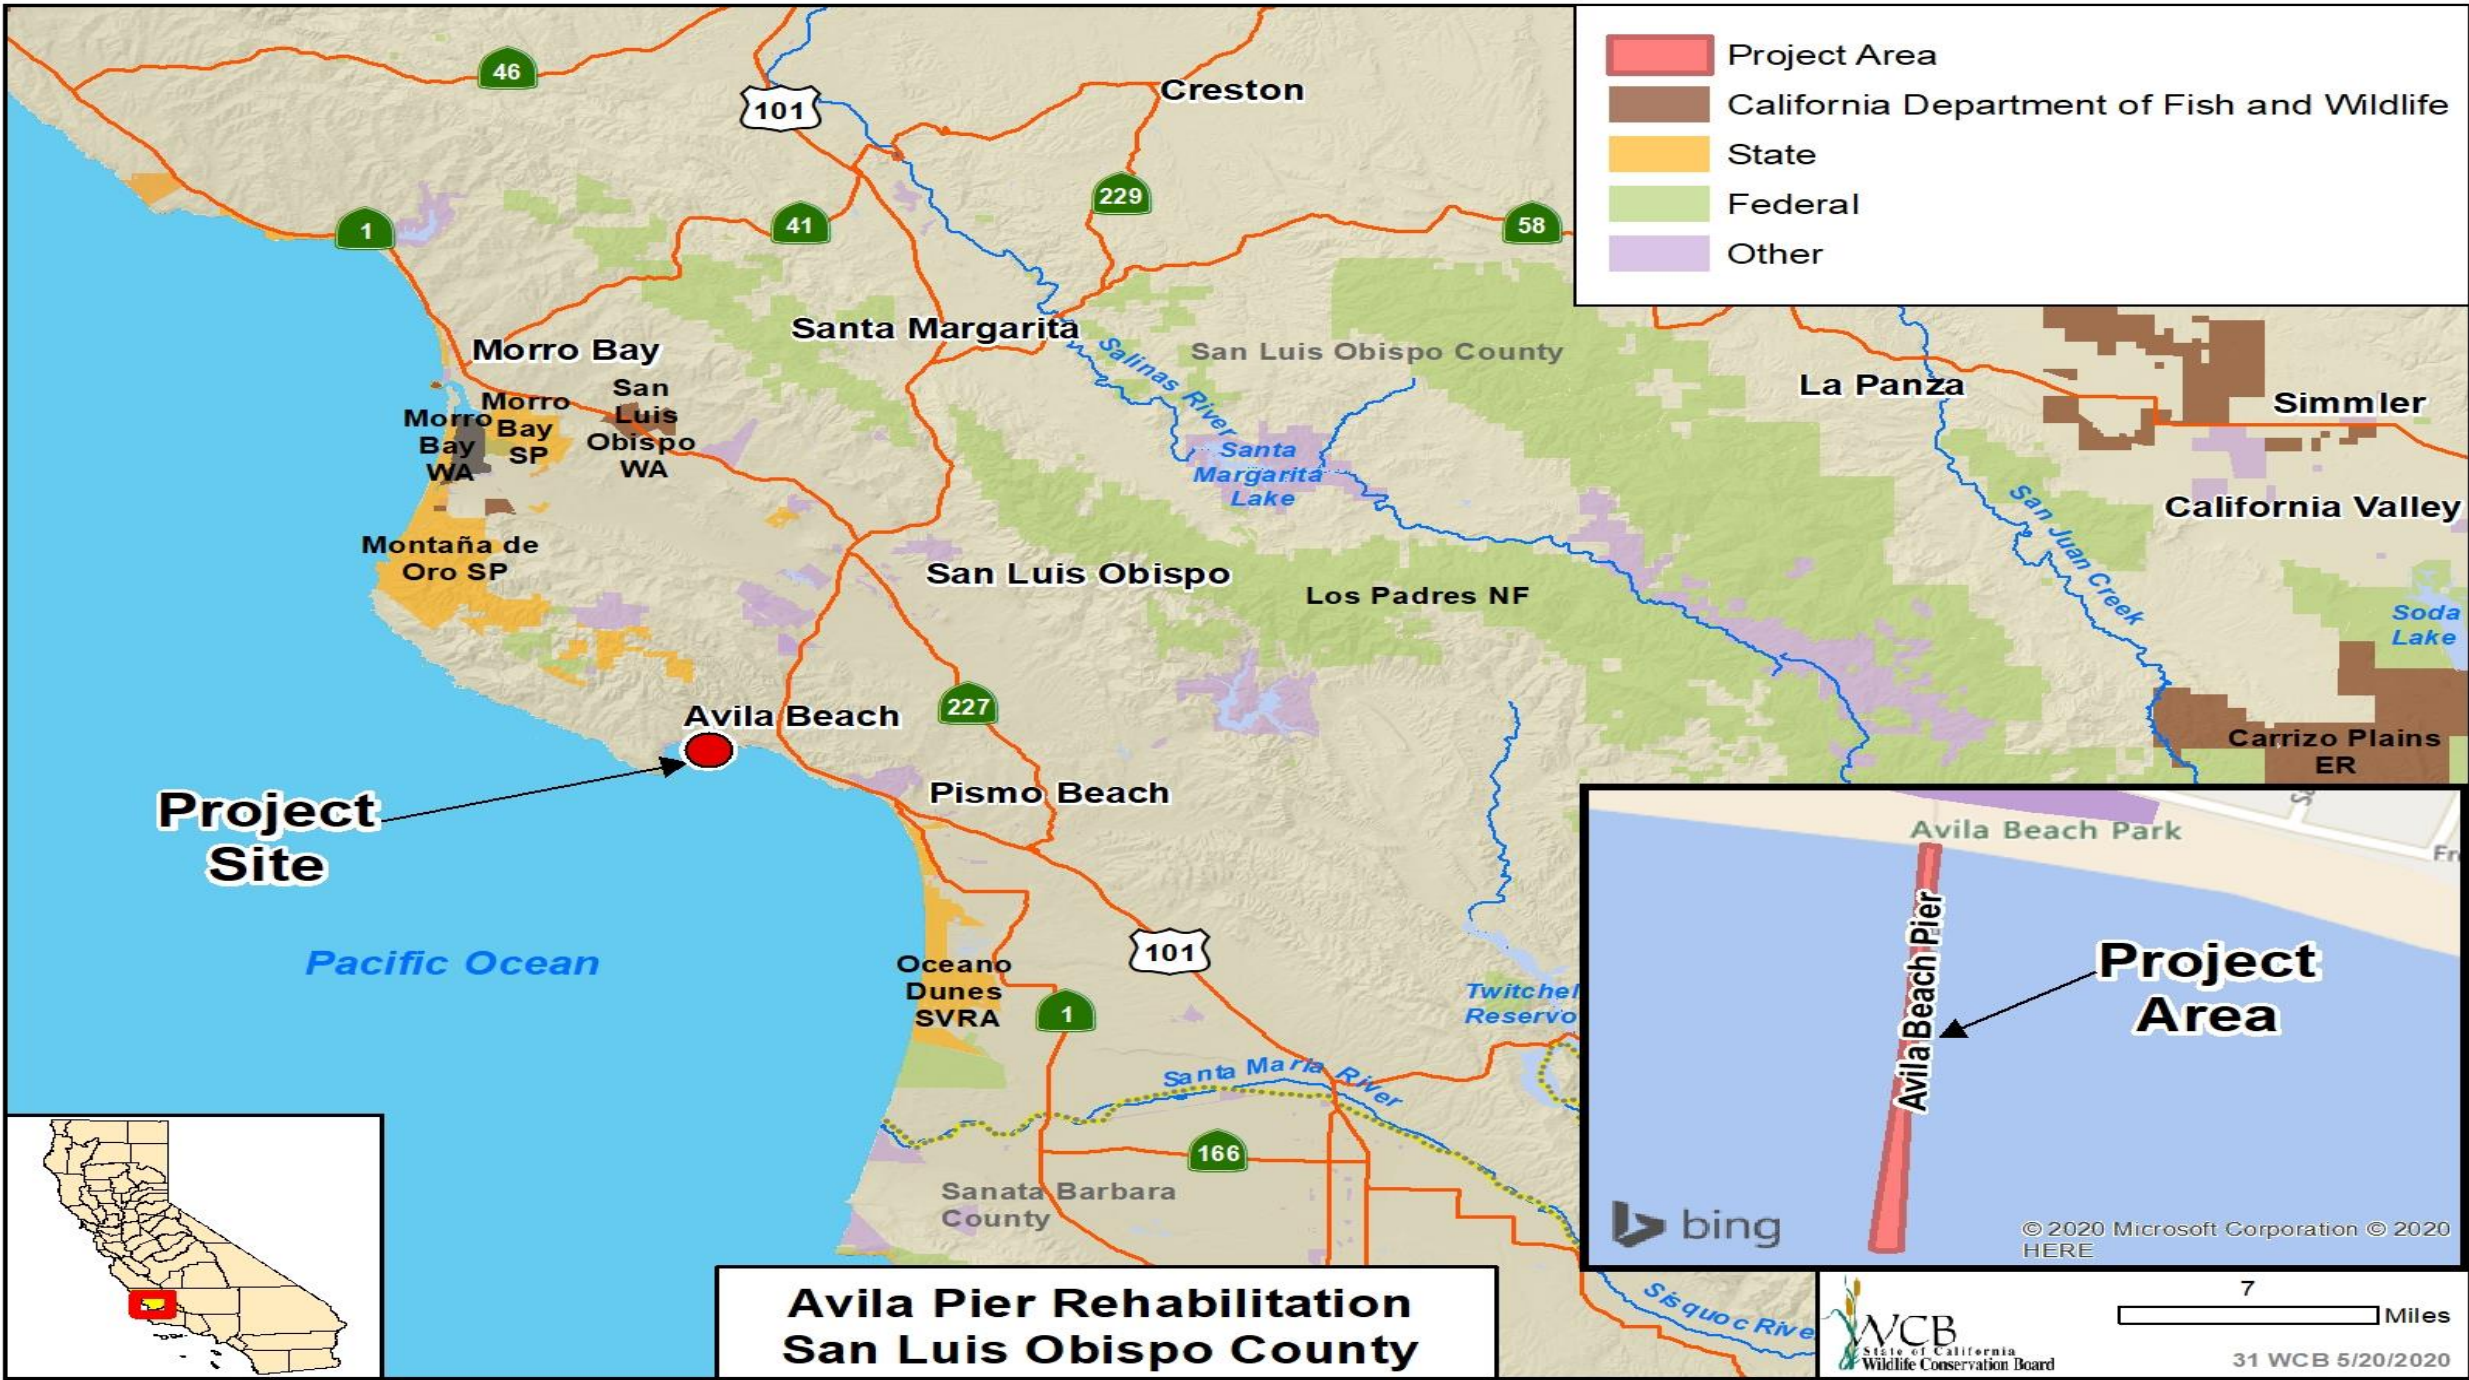 46
101
Creston
229
1
41
58
Project Area
California Department of Fish and Wildlife
State
Federal
Other
Santa Margarita
Salinas River
San Luis Obispo County
Morro Bay
La Panza
Simmler
San
Luis
Obispo
WA
Morro
Bay
SP
Morro
Bay
WA
Santa
Margarita
Lake
San Juan Creek
California Valley
Montaña de
Oro SP
San Luis Obispo
Los Padres NF
Soda
Lake
Avila Beach
227
Carrizo Plains
ER
Project
Site
Pismo Beach
Pacific Ocean
Oceano
Dunes
SVRA
1
101
Twitchel
Reservo
Santa Maria River
166
Sanata Barbara
County
Avila Beach Park
Fr
Avila Beach Pier
Project
Area
bing
© 2020 Microsoft Corporation © 2020
HERE
Sisquoc Rive
Avila Pier Rehabilitation
San Luis Obispo County
WCB
State of California
Wildlife Conservation Board
7
Miles
31 WCB 5/20/2020